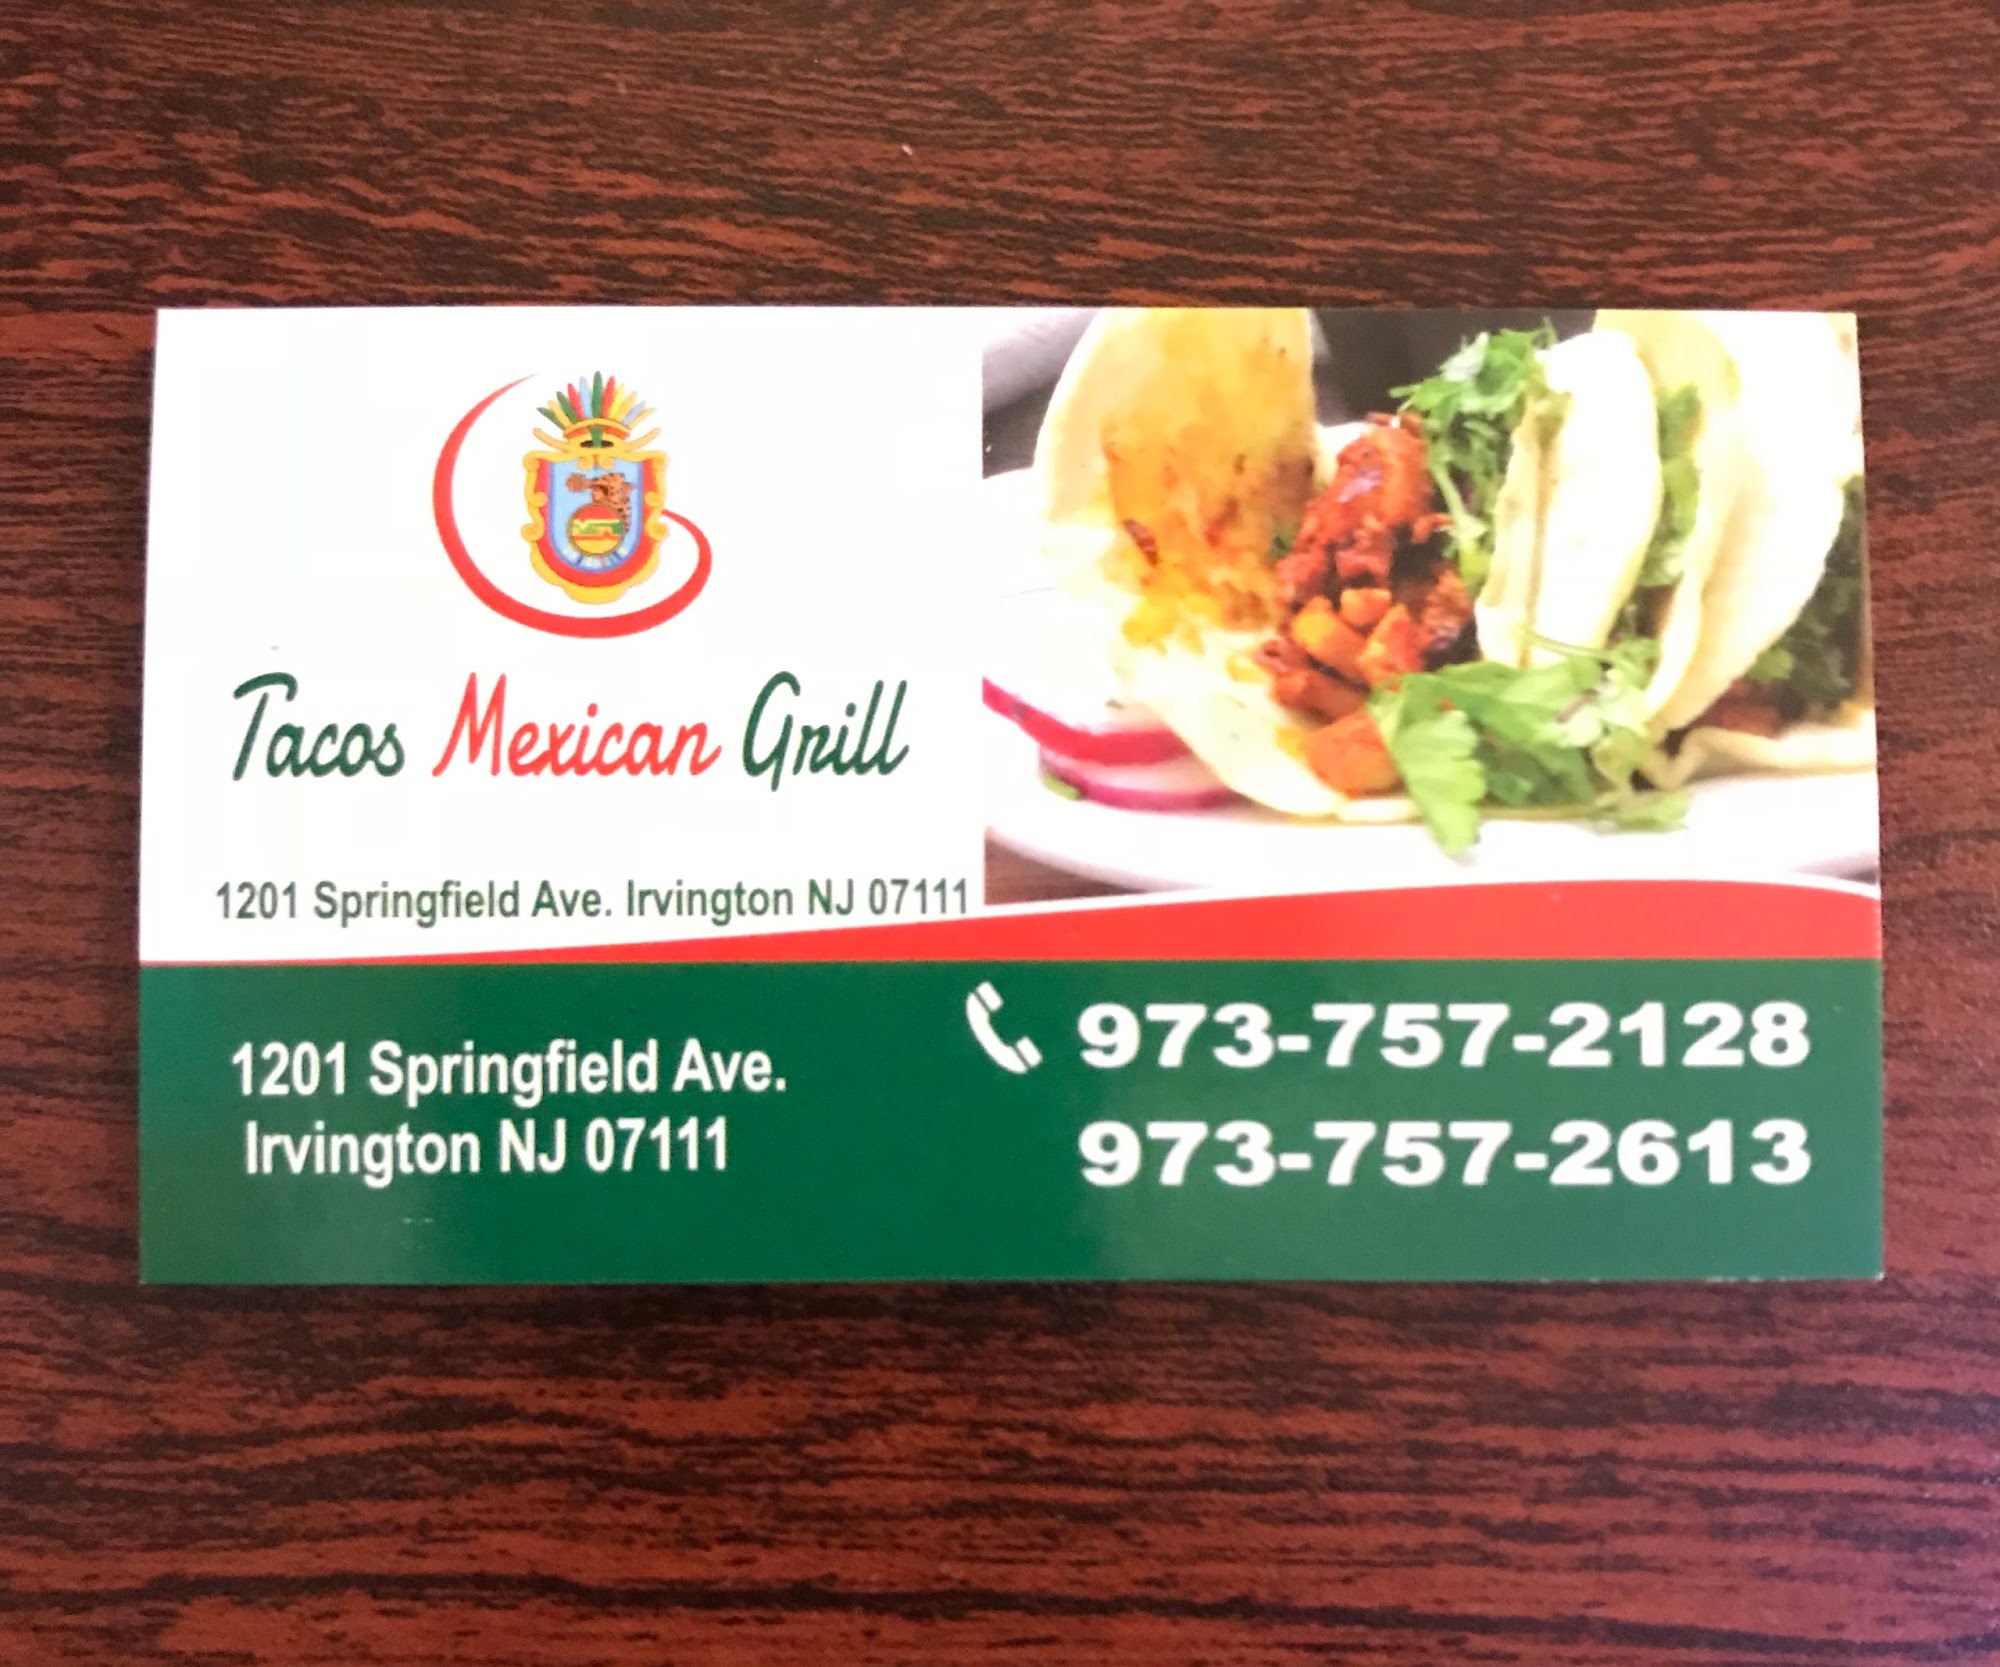 Tacos Mexican Grill
1201 Springfield Ave. Irvington NJ 07111
1201 Springfield Ave.
Irvington NJ 07111
973-757-2128
973-757-2613